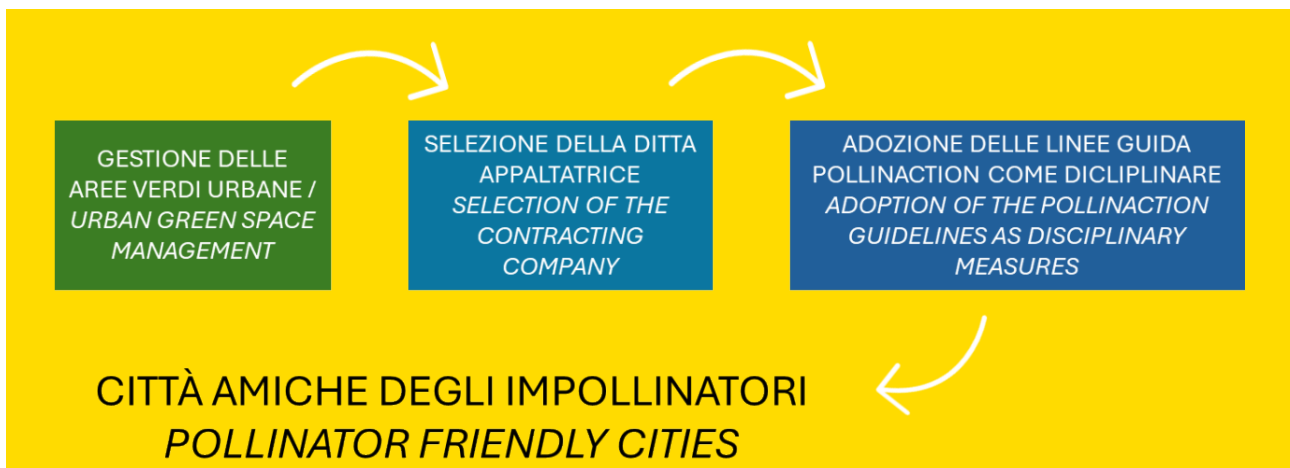 GESTIONE DELLE
AREE VERDI URBANE /
URBAN GREEN SPACE
MANAGEMENT
SELEZIONE DELLA DITTA
APPALTATRICE
SELECTION OF THE
CONTRACTING
COMPANY
ADOZIONE DELLE LINEE GUIDA
POLLINACTION COME DICLIPLINARE
ADOPTION OF THE POLLINACTION
GUIDELINES AS DISCIPLINARY
MEASURES
CITTÀ AMICHE DEGLI IMPOLLINATORI
POLLINATOR FRIENDLY CITIES